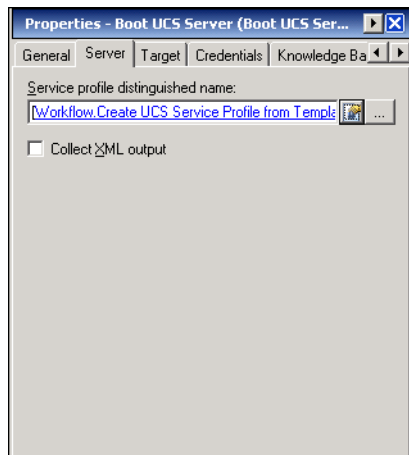 Properties - Boot UCS Server (Boot UCS Ser...
General Server Target Credentials Knowledge Ba
Service profile distinguished name:
[Workflow.Create UCS Service Profile from Templa
...
Collect XML output